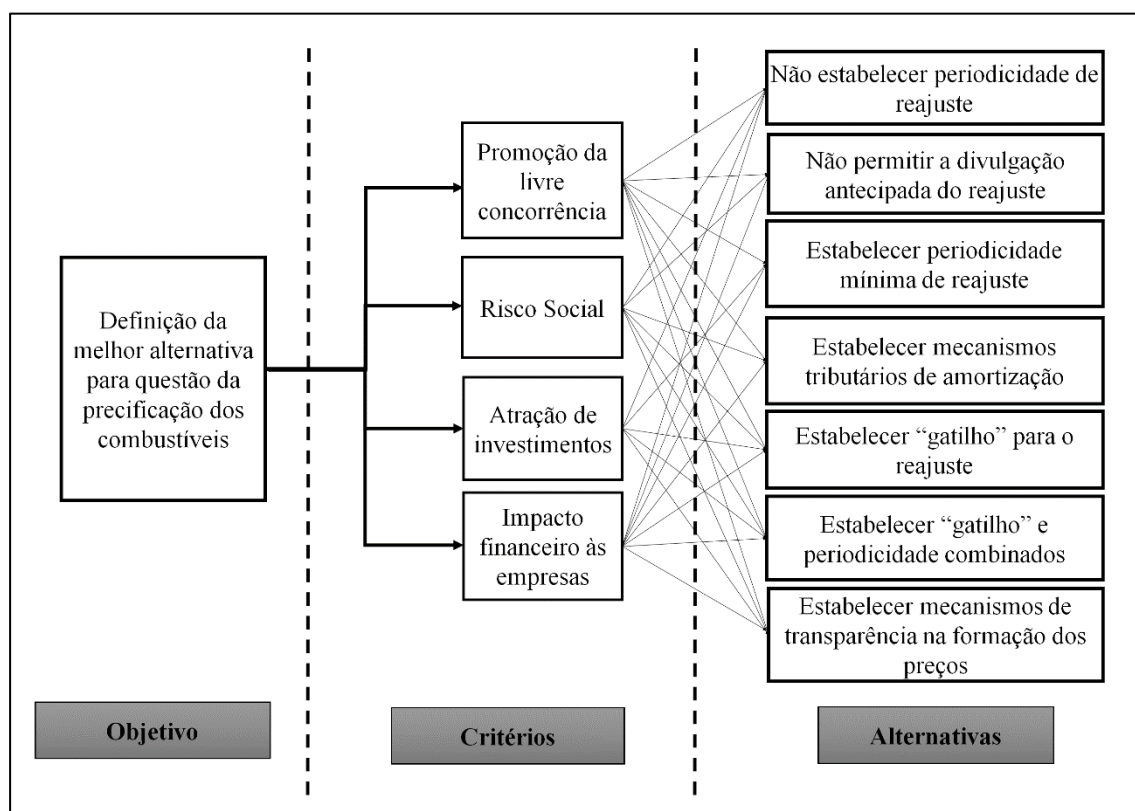 Definição da
melhor alternativa
para questão da
precificação dos
combustíveis
Objetivo
Promoção da
livre
concorrência
Risco Social
Atração de
investimentos
Impacto
financeiro às
empresas
Critérios
Não estabelecer periodicidade de
reajuste
Não permitir a divulgação
antecipada do reajuste
Estabelecer periodicidade
mínima de reajuste
Estabelecer mecanismos
tributários de amortização
Estabelecer “gatilho” para o
reajuste
Estabelecer “gatilho” e
periodicidade combinados
Estabelecer mecanismos de
transparência na formação dos
preços
Alternativas